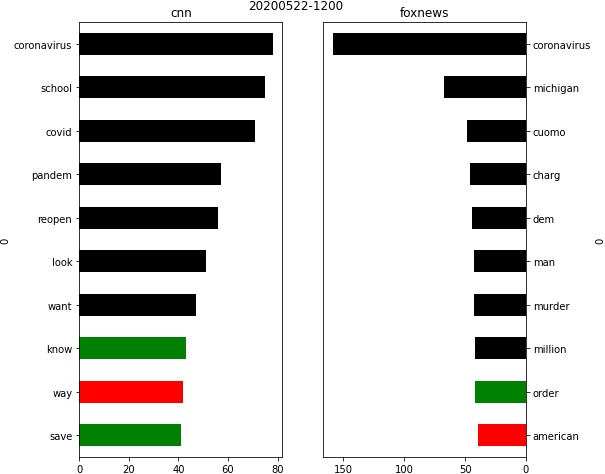 20200522-1200
cnn
foxnews
coronavirus
school
covid
pandem
reopen
look
want
know
way
save
0
0 20 40 60 80
coronavirus
michigan
cuomo
charg
dem
man
murder
million
order
american
0
150 100 50 0